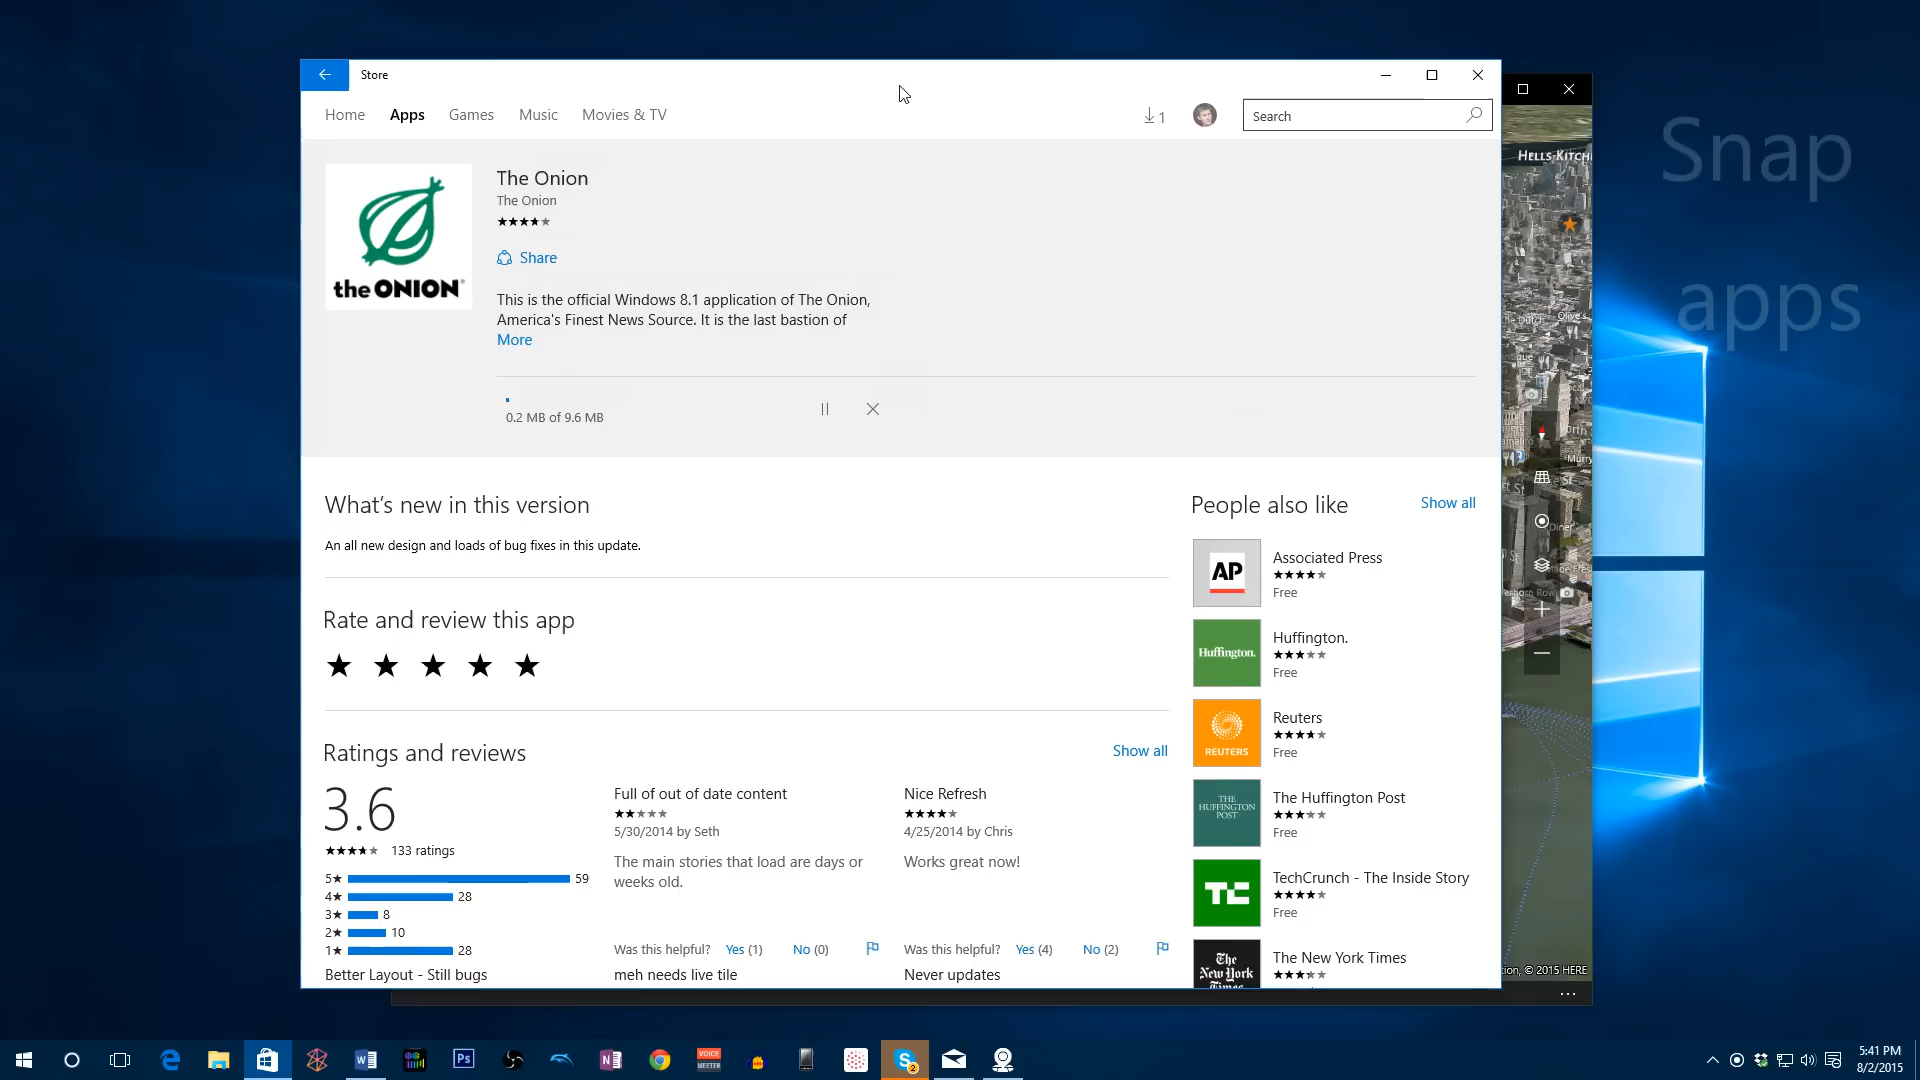 Store
Home Apps Games Music Movies & TV
1
Search
Snap
apps
HELL'S KITCH
the ONION
The Onion
The Onion
Share
This is the official Windows 8.1 application of The Onion,
America's Finest News Source. It is the last bastion of
More
0.2 MB of 9.6 MB
What's new in this version
An all new design and loads of bug fixes in this update.
Rate and review this app
Ratings and reviews
Show all
3.6
133 ratings
5★ 59
4★ 28
3★ 8
2★ 10
1★ 28
Full of out of date content
5/30/2014 by Seth
The main stories that load are days or
weeks old.
Was this helpful? Yes (1) No (0)
Nice Refresh
4/25/2014 by Chris
Works great now!
Was this helpful? Yes (4) No (2)
Better Layout - Still bugs
meh needs live tile
Never updates
People also like
Show all
AP
Associated Press
Free
Huffington.
Huffington.
Free
REUTERS
Reuters
Free
THE
HUFFINGTON
POST
The Huffington Post
Free
TC
TechCrunch - The Inside Story
Free
The
New York
Times
The New York Times
tion, © 2015 HERE
Ps
VOICE
MEETER
2
5:41 PM
8/2/2015